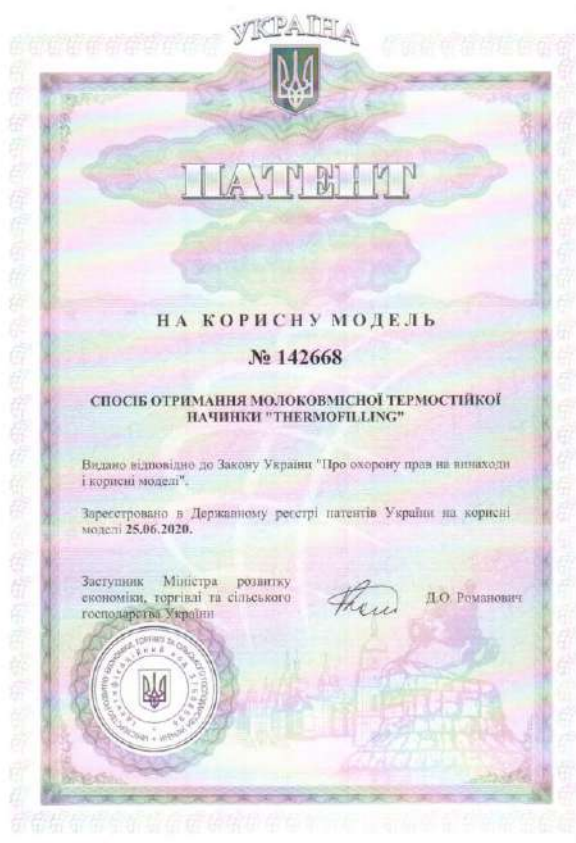 УКРАЇНА
ПАТЕНТ
НА КОРИСНУ МОДЕЛЬ
№ 142668
СПОСІБ ОТРИМАННЯ МОЛОКОВМІСНОЇ ТЕРМОСТІЙКОЇ
НАЧИНКИ "THERMOFILLING"
Видано відповідно до Закону України "Про охорону прав на винаходи
і корисні моделі".
Зареєстровано в Державному реєстрі патентів України на корисні
моделі 25.06.2020.
Заступник Міністра розвитку
економіки, торгівлі та сільського
господарства України
Д.О. Романович